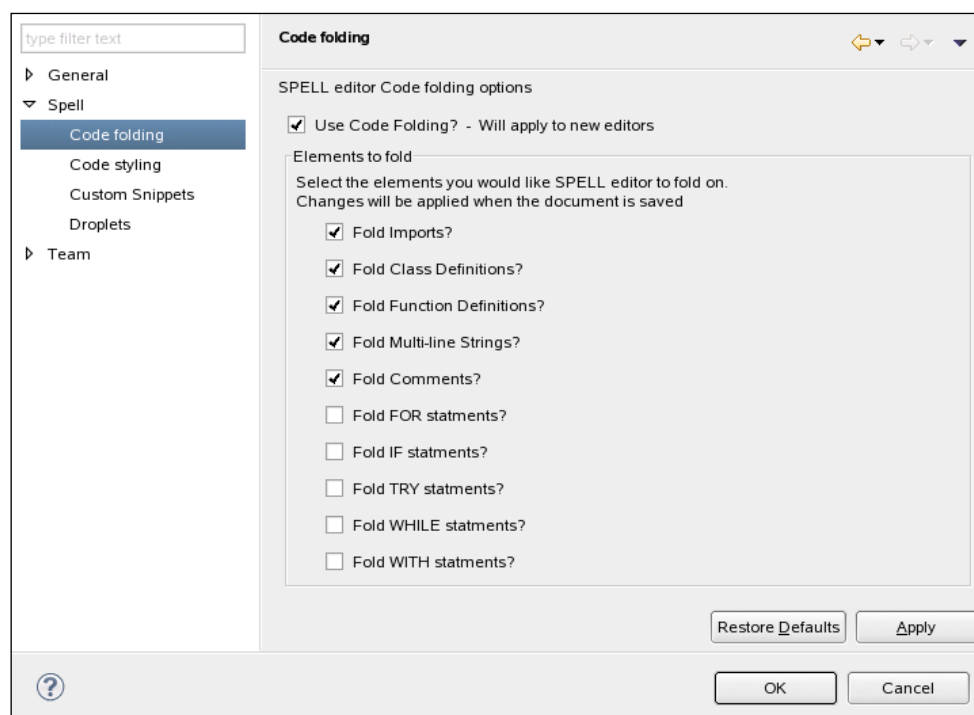 type filter text
General
Spell
Code folding
Code styling
Custom Snippets
Droplets
Team
Code folding
SPELL editor Code folding options
Use Code Folding? - Will apply to new editors
Elements to fold
Select the elements you would like SPELL editor to fold on.
Changes will be applied when the document is saved
Fold Imports?
Fold Class Definitions?
Fold Function Definitions?
Fold Multi-line Strings?
Fold Comments?
Fold FOR statments?
Fold IF statments?
Fold TRY statments?
Fold WHILE statments?
Fold WITH statments?
Restore Defaults
Apply
?
OK
Cancel